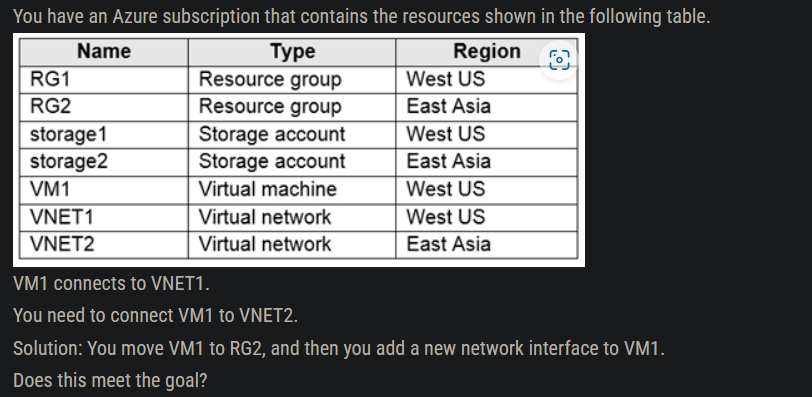 You have an Azure subscription that contains the resources shown in the following table.
Name Type Region
RG1 Resource group West US
RG2 Resource group East Asia
storage1 Storage account West US
storage2 Storage account East Asia
VM1 Virtual machine West US
VNET1 Virtual network West US
VNET2 Virtual network East Asia
VM1 connects to VNET1.
You need to connect VM1 to VNET2.
Solution: You move VM1 to RG2, and then you add a new network interface to VM1.
Does this meet the goal?